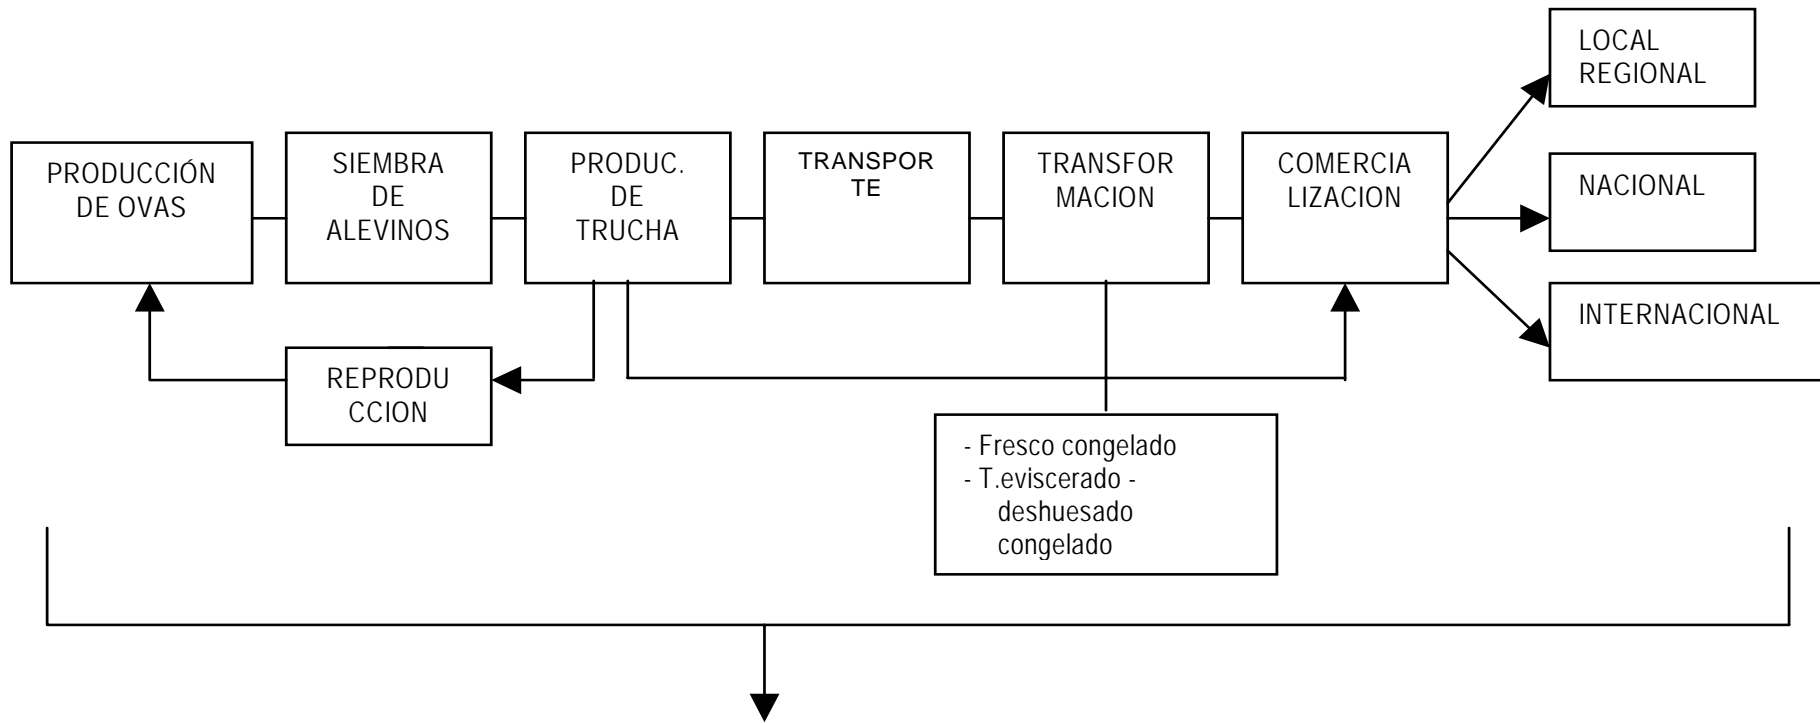 LOCAL
REGIONAL
PRODUCCIÓN
DE OVAS
SIEMBRA
DE
ALEVINOS
PRODUC.
DE
TRUCHA
TRANSPOR
TE
TRANSFOR
MACION
COMERCIA
LIZACION
NACIONAL
INTERNACIONAL
REPRODU
CCION
- Fresco congelado
- T.eviscerado -
deshuesado
congelado